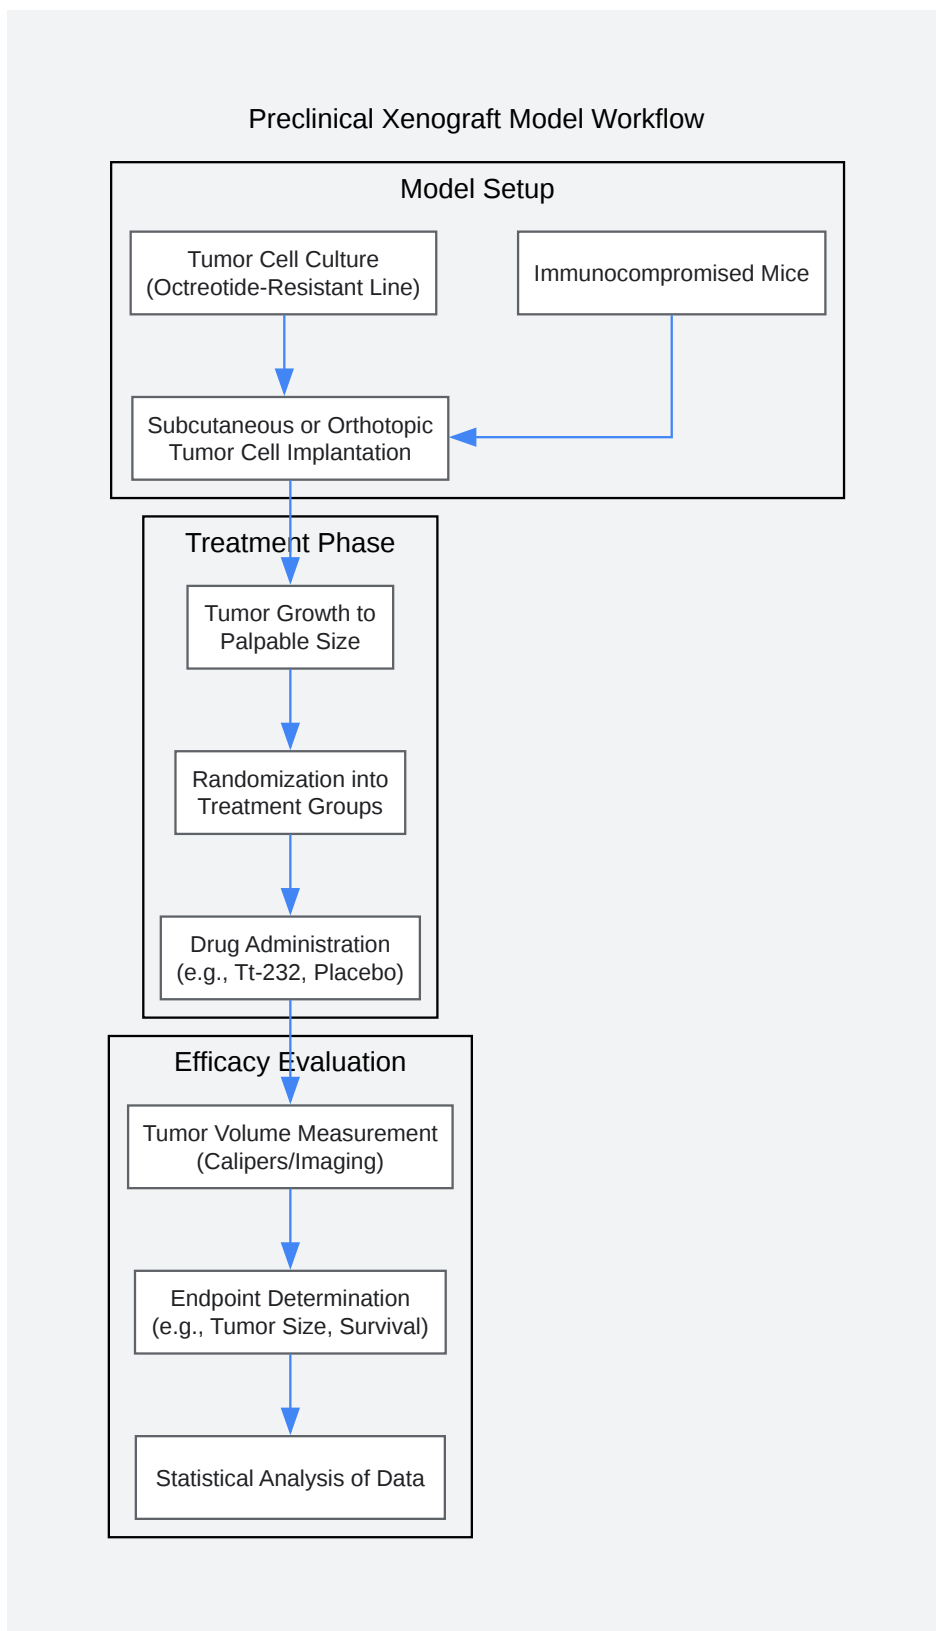 Preclinical Xenograft Model Workflow
Model Setup
Tumor Cell Culture
(Octreotide-Resistant Line)
Immunocompromised Mice
Subcutaneous or Orthotopic
Tumor Cell Implantation
Treatment Phase
Tumor Growth to
Palpable Size
Randomization into
Treatment Groups
Drug Administration
(e.g., Tt-232, Placebo)
Efficacy Evaluation
Tumor Volume Measurement
(Calipers/Imaging)
Endpoint Determination
(e.g., Tumor Size, Survival)
Statistical Analysis of Data